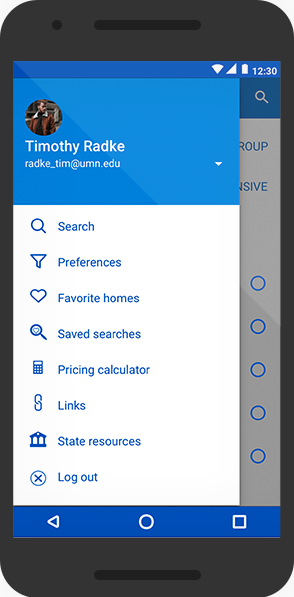 12:30
ROUP
Timothy Radke
radke_tim@umn.edu
NSIVE
Search
Preferences
Favorite homes
Saved searches
Pricing calculator
Links
State resources
Log out